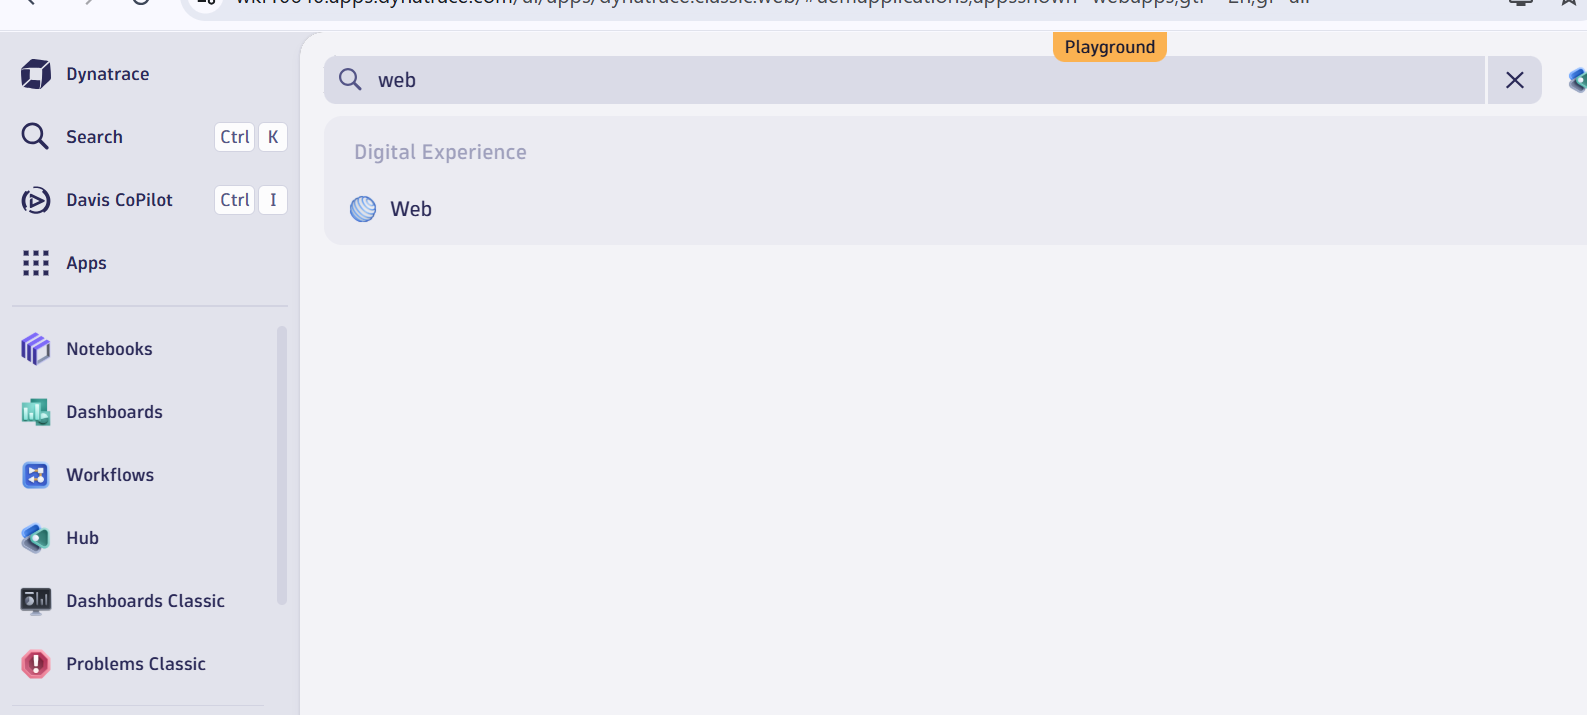 Playground
Dynatrace
web
Search Ctrl K
Digital Experience
Davis CoPilot Ctrl I
Web
Apps
Notebooks
Dashboards
Workflows
Hub
Dashboards Classic
Problems Classic